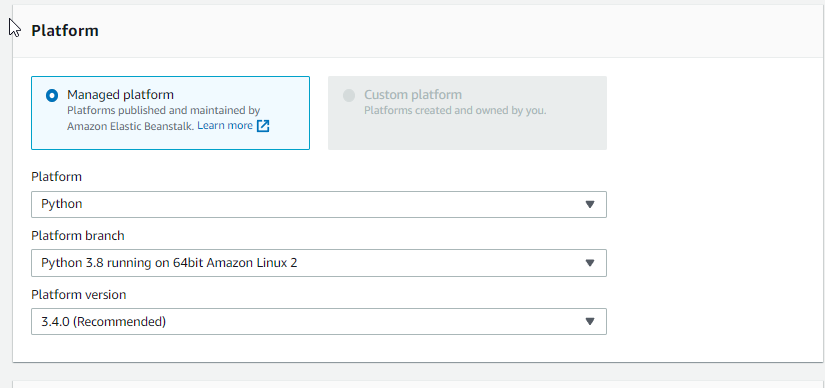 Platform
Managed platform
Platforms published and maintained by
Amazon Elastic Beanstalk. Learn more
Custom platform
Platforms created and owned by you.
Platform
Python
Platform branch
Python 3.8 running on 64bit Amazon Linux 2
Platform version
3.4.0 (Recommended)